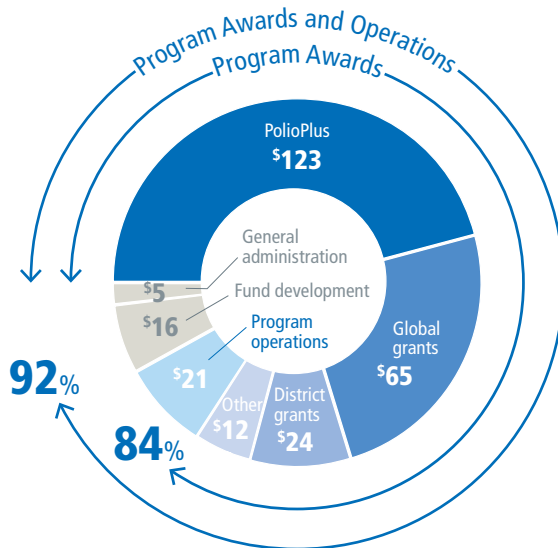 Program Awards and Operations
Program Awards
PolioPlus
$123
General
administration
$5
Fund development
$16
Program
operations
$21
Global
grants
$65
Other
$12
District
grants
$24
92%
84%